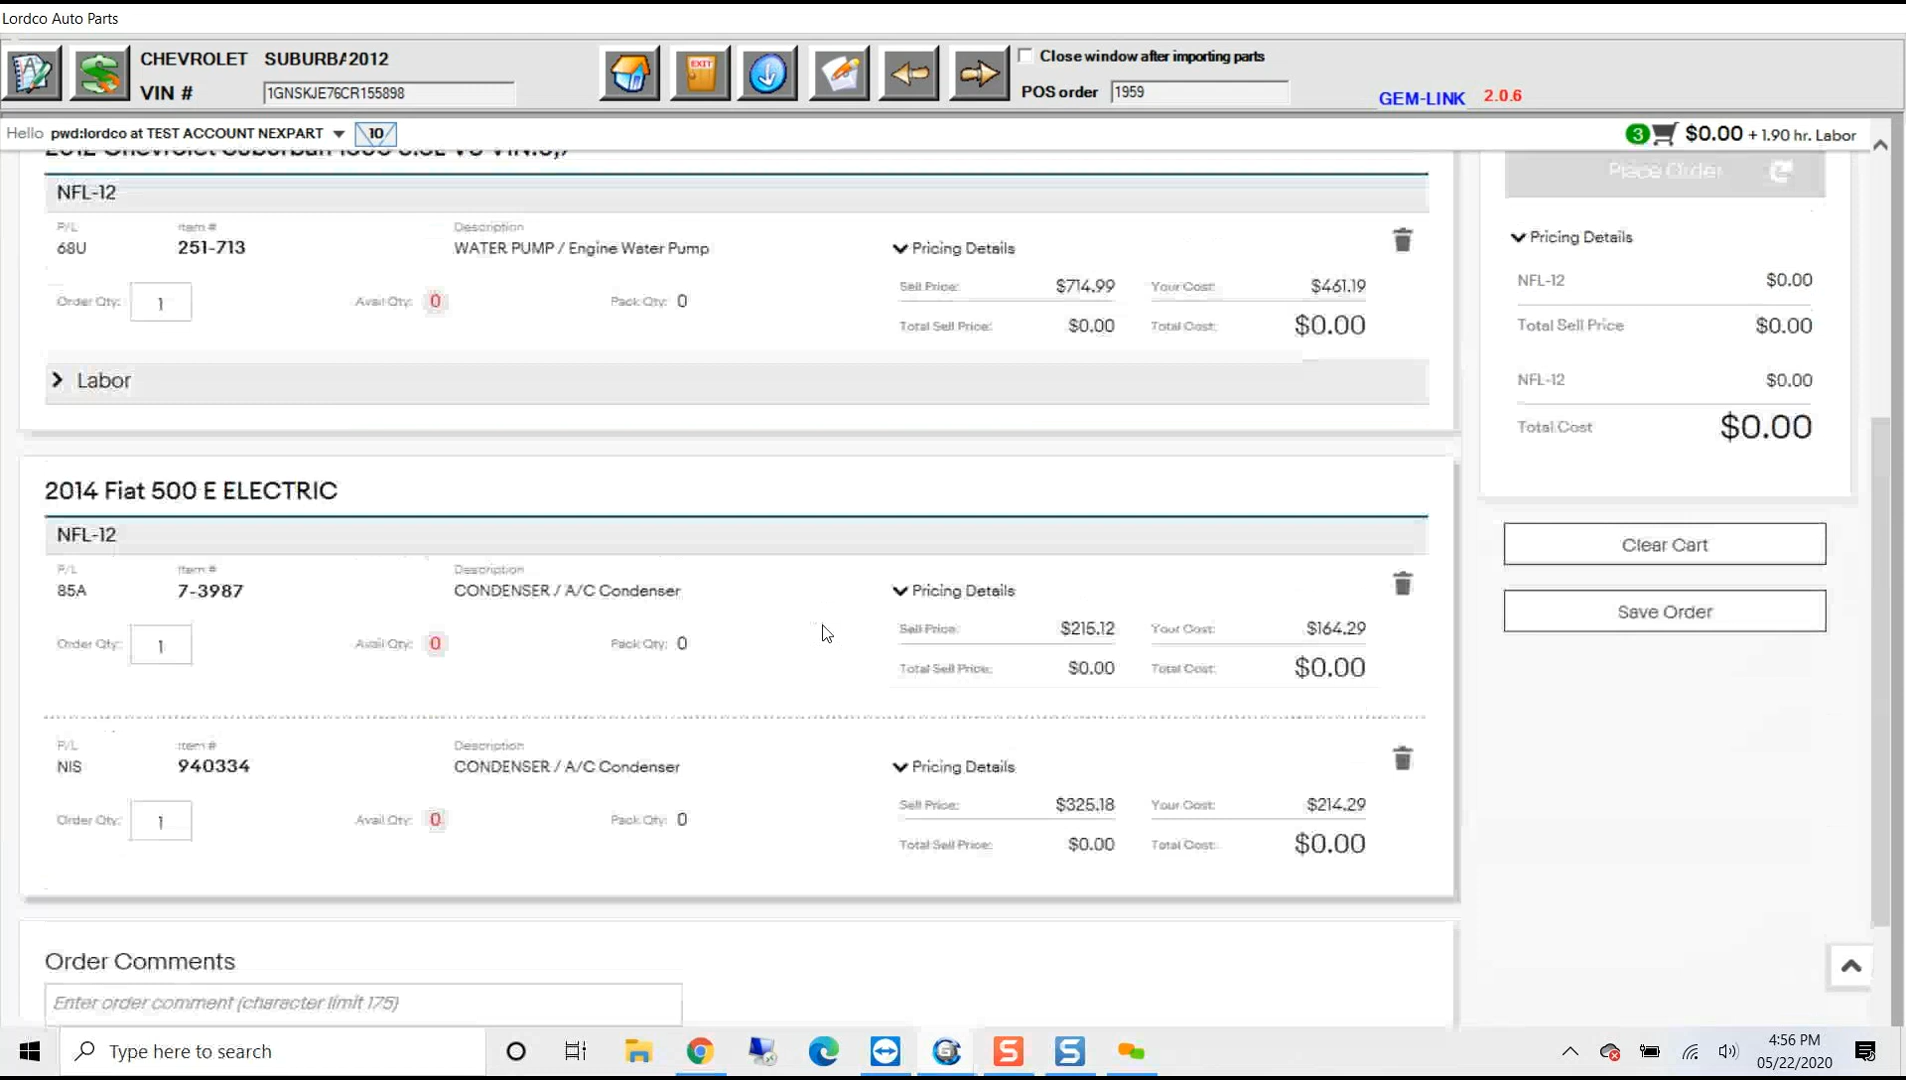 Lordco Auto Parts
CHEVROLET SUBURBA2012
VIN # 1GNSKJE76CR155898
EXIT
Close window after importing parts
POS order 1959
GEM-LINK 2.0.6
Hello pwd:lordco at TEST ACCOUNT NEXPART 10
3 $0.00 + 1.90 hr. Labor
2012 Chevrolet Suburban 1500
Place Order
NFL-12
P/L Item # Description
68U 251-713 WATER PUMP / Engine Water Pump Pricing Details
Order Qty: 1 Avail Qty: 0 Pack Qty: 0
Sell Price: $714.99 Your Cost: $461.19
Total Sell Price: $0.00 Total Cost: $0.00
Labor
Pricing Details
NFL-12 $0.00
Total Sell Price $0.00
NFL-12 $0.00
Total Cost $0.00
Clear Cart
Save Order
2014 Fiat 500 E ELECTRIC
NFL-12
P/L Item # Description
85A 7-3987 CONDENSER / A/C Condenser Pricing Details
Order Qty: 1 Avail Qty: 0 Pack Qty: 0
Sell Price: $215.12 Your Cost: $164.29
Total Sell Price: $0.00 Total Cost: $0.00
P/L Item # Description
NIS 940334 CONDENSER / A/C Condenser Pricing Details
Order Qty: 1 Avail Qty: 0 Pack Qty: 0
Sell Price: $325.18 Your Cost: $214.29
Total Sell Price: $0.00 Total Cost: $0.00
Order Comments
Enter order comment (character limit 175)
Type here to search
4:56 PM
05/22/2020